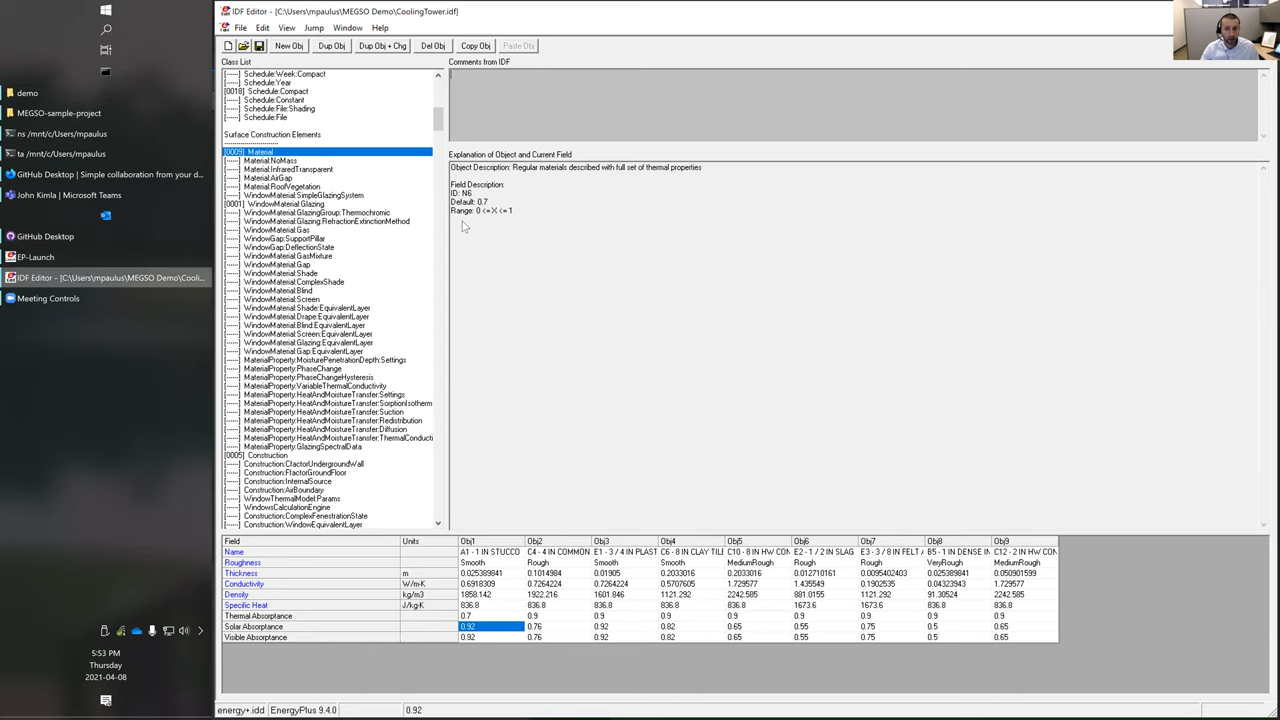 IDF Editor - [C:\Users\mpaulus\MEGSO Demo\CoolingTower.idf]
File Edit View Jump Window Help
New Obj Dup Obj Dup Obj + Chg Del Obj Copy Obj Paste Obj
Class List
Comments from IDF
[------] Schedule:Week:Compact
[------] Schedule:Year
[0018] Schedule:Compact
[------] Schedule:Constant
[------] Schedule:File:Shading
[------] Schedule:File
Surface Construction Elements
-------------------------
[0009] Material
[------] Material:NoMass
[------] Material:InfraredTransparent
[------] Material:AirGap
[------] Material:RoofVegetation
[------] WindowMaterial:SimpleGlazingSystem
[0001] WindowMaterial:Glazing
[------] WindowMaterial:GlazingGroup:Thermochromic
[------] WindowMaterial:Glazing:RefractionExtinctionMethod
[------] WindowMaterial:Gas
[------] WindowGap:SupportPillar
[------] WindowGap:DeflectionState
[------] WindowMaterial:GasMixture
[------] WindowMaterial:Gap
[------] WindowMaterial:Shade
[------] WindowMaterial:ComplexShade
[------] WindowMaterial:Blind
[------] WindowMaterial:Screen
[------] WindowMaterial:Shade:EquivalentLayer
[------] WindowMaterial:Drape:EquivalentLayer
[------] WindowMaterial:Blind:EquivalentLayer
[------] WindowMaterial:Screen:EquivalentLayer
[------] WindowMaterial:Glazing:EquivalentLayer
[------] WindowMaterial:Gap:EquivalentLayer
[------] MaterialProperty:MoisturePenetrationDepth:Settings
[------] MaterialProperty:PhaseChange
[------] MaterialProperty:PhaseChangeHysteresis
[------] MaterialProperty:VariableThermalConductivity
[------] MaterialProperty:HeatAndMoistureTransfer:Settings
[------] MaterialProperty:HeatAndMoistureTransfer:SorptionIsotherm
[------] MaterialProperty:HeatAndMoistureTransfer:Suction
[------] MaterialProperty:HeatAndMoistureTransfer:Redistribution
[------] MaterialProperty:HeatAndMoistureTransfer:Diffusion
[------] MaterialProperty:HeatAndMoistureTransfer:ThermalConducti
[------] MaterialProperty:GlazingSpectralData
[0005] Construction
[------] Construction:CfactorUndergroundWall
[------] Construction:FfactorGroundFloor
[------] Construction:InternalSource
[------] Construction:AirBoundary
[------] WindowThermalModel:Params
[------] WindowsCalculationEngine
[------] Construction:ComplexFenestrationState
[------] Construction:WindowEquivalentLayer
Explanation of Object and Current Field
Object Description: Regular materials described with full set of thermal properties
Field Description:
ID: N6
Default: 0.7
Range: 0 <= X <= 1
Field Units Obj1 Obj2 Obj3 Obj4 Obj5 Obj6 Obj7 Obj8 Obj9
Name A1 - 1 IN STUCCO C4 - 4 IN COMMON E1 - 3 / 4 IN PLAST C6 - 8 IN CLAY TILE C10 - 8 IN HW CON E2 - 1 / 2 IN SLAG E3 - 3 / 8 IN FELT A B5 - 1 IN DENSE IN C12 - 2 IN HW CON
Roughness Smooth Rough Smooth Smooth MediumRough Rough Rough VeryRough MediumRough
Thickness m 0.025389841 0.1014984 0.01905 0.2033016 0.2033016 0.012710161 0.0095402403 0.025389841 0.050901599
Conductivity W/m-K 0.6918309 0.7264224 0.7264224 0.5707605 1.729577 1.435549 0.1902535 0.04323943 1.729577
Density kg/m3 1858.142 1922.216 1601.846 1121.292 2242.585 881.0155 1121.292 91.30524 2242.585
Specific Heat J/kg-K 836.8 836.8 836.8 836.8 836.8 1673.6 1673.6 836.8 836.8
Thermal Absorptance 0.7 0.9 0.9 0.9 0.9 0.9 0.9 0.9 0.9
Solar Absorptance 0.92 0.76 0.92 0.82 0.65 0.55 0.75 0.5 0.65
Visible Absorptance 0.92 0.76 0.92 0.82 0.65 0.55 0.75 0.5 0.65
energy+.idd EnergyPlus 9.4.0 0.92
demo
MEGSO-sample-project
ns /mnt/c/Users/mpaulus
ta /mnt/c/Users/mpaulus
GitHub Desktop | Simple collaboration from your d...
John Kimla | Microsoft Teams
GitHub Desktop
EP-Launch
IDF Editor - [C:\Users\mpaulus\MEGSO Demo\Cooli...
Meeting Controls
5:53 PM
Thursday
2021-04-08